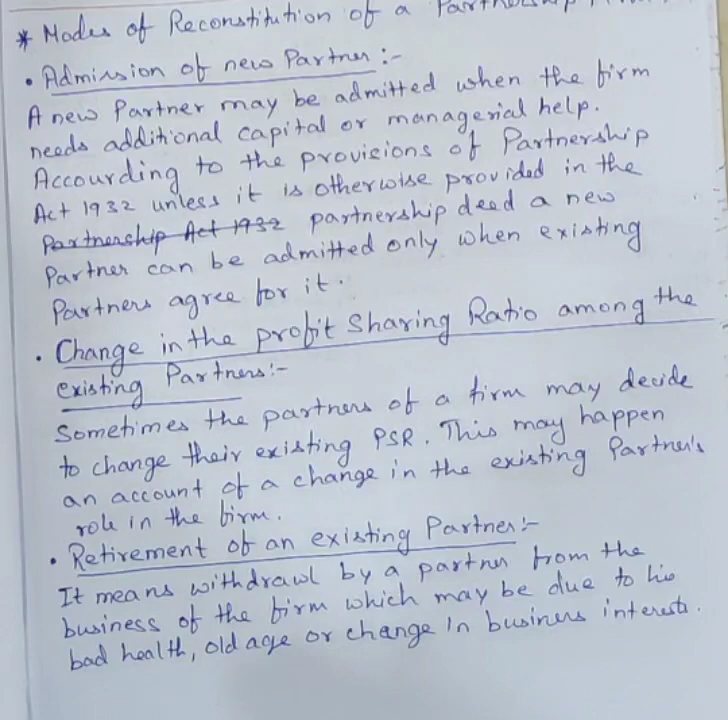 * Modes of Reconstitution of a Partnership
• Admission of new Partner :-
A new Partner may be admitted when the firm
needs additional capital or managerial help.
Accourding to the provisions of Partnership
Act 1932 unless it is otherwise provided in the
Partnership Act 1932 partnership deed a new
Partner can be admitted only when existing
Partners agree for it.
• Change in the profit Sharing Ratio among the
existing Partners:-
Sometimes the partners of a firm may decide
to change their existing PSR. This may happen
an account of a change in the existing Partner's
role in the firm.
• Retirement of an existing Partner:-
It means withdrawl by a partner from the
business of the firm which may be due to his
bad health, old age or change in business interests.